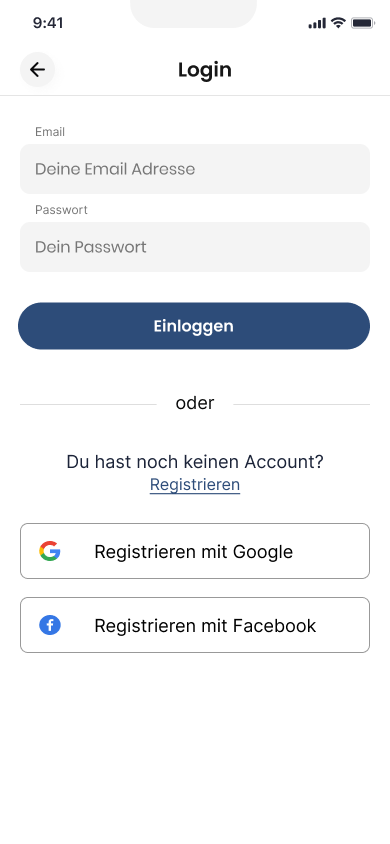 9:41
Login
Email
Deine Email Adresse
Passwort
Dein Passwort
Einloggen
oder
Du hast noch keinen Account?
Registrieren
Registrieren mit Google
Registrieren mit Facebook